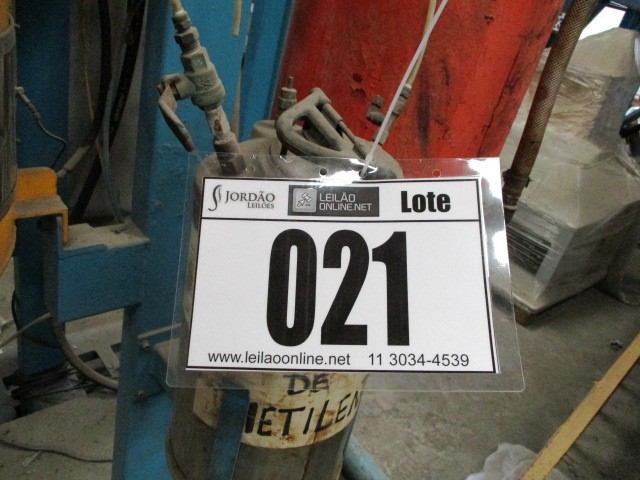 JORDÃO
LEILÕES
LEILÃO
ONLINE.NET
Lote
021
www.leilaoonline.net 11 3034-4539
DE
METILEN